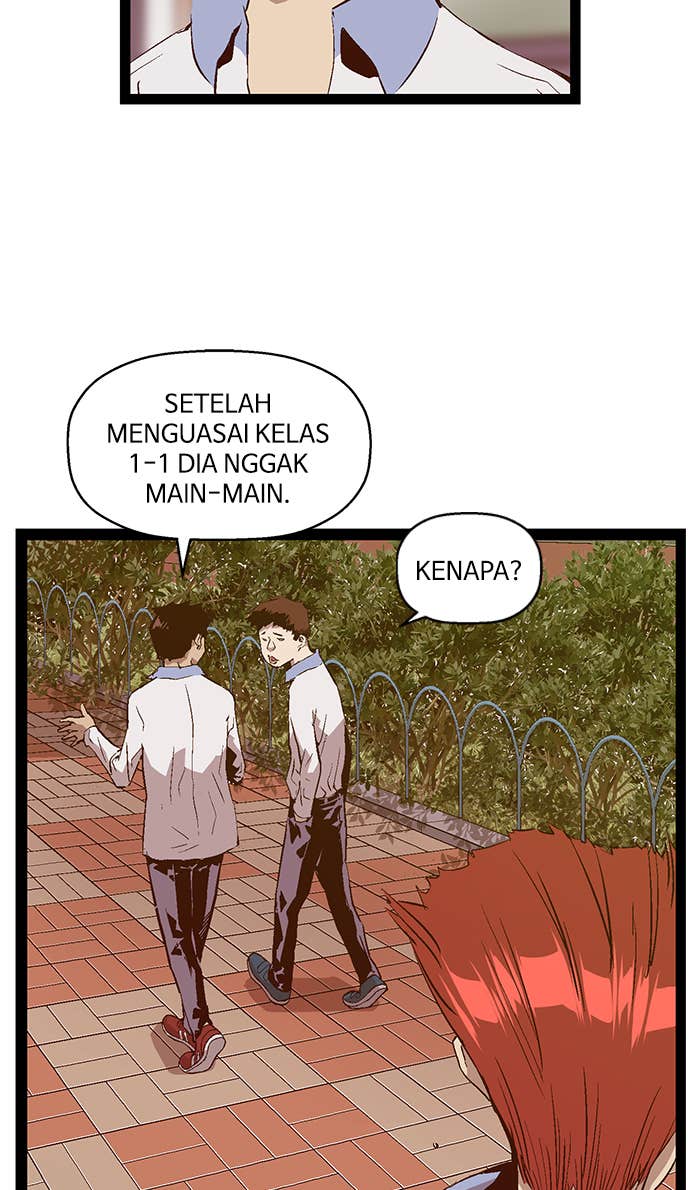 SETELAH
MENGUASAI KELAS
1-1 DIA NGGAK
MAIN-MAIN.
KENAPA?